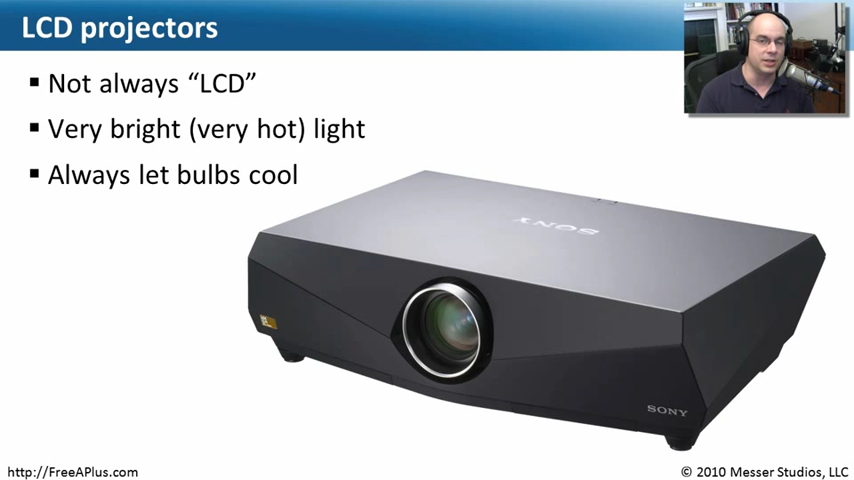 LCD projectors
▪ Not always “LCD”
▪ Very bright (very hot) light
▪ Always let bulbs cool
SONY
SONY
http://FreeAPlus.com
© 2010 Messer Studios, LLC